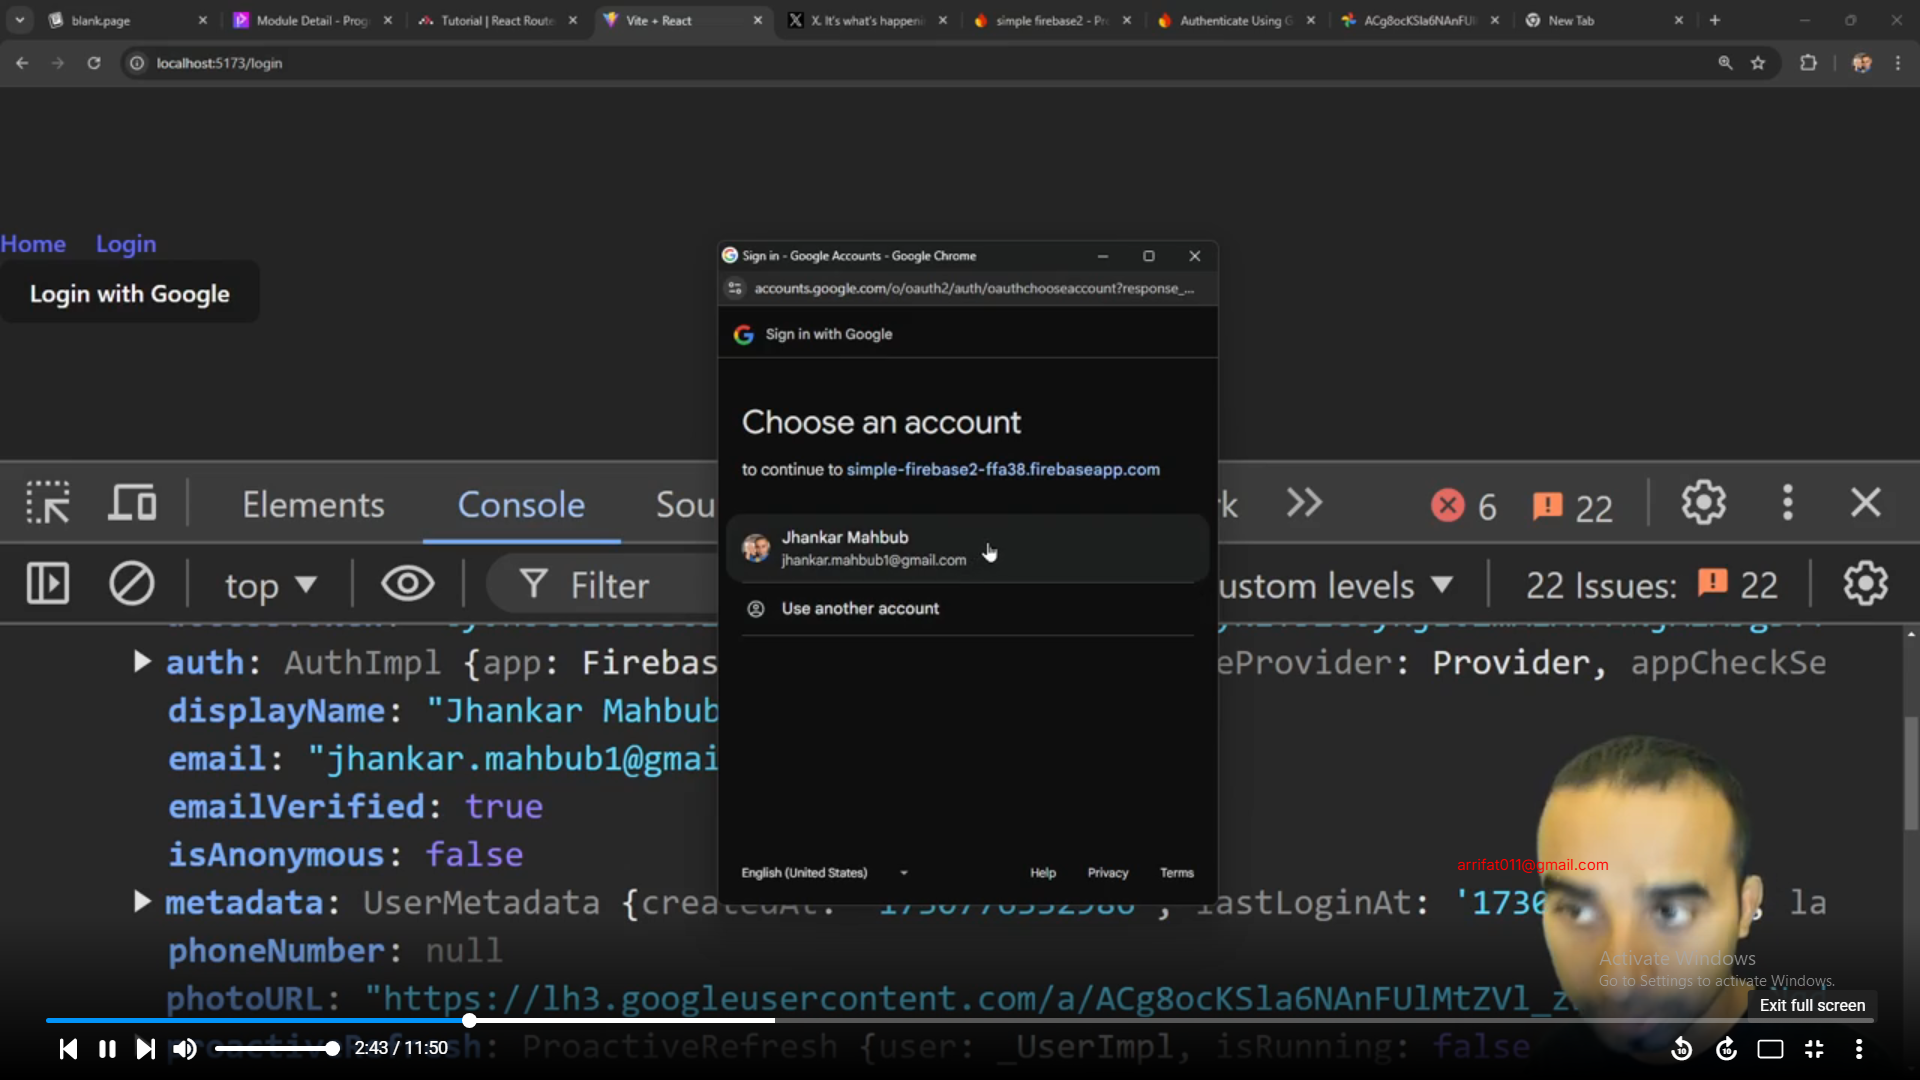 blank.page
Module Detail - Prog
Tutorial | React Route
Vite + React
X. It's what's happeni
simple firebase2 - Pr
Authenticate Using G
ACg8ocKSla6NAnFUl
New Tab
localhost:5173/login
Home Login
Login with Google
Sign in - Google Accounts - Google Chrome
accounts.google.com/o/oauth2/auth/oauthchooseaccount?response_...
Sign in with Google
Choose an account
to continue to simple-firebase2-ffa38.firebaseapp.com
Jhankar Mahbub
jhankar.mahbub1@gmail.com
Use another account
English (United States)
Help Privacy Terms
Elements Console Sou k 6 22
top Filter ustom levels 22 Issues: 22
auth: AuthImpl {app: Firebas eProvider: Provider, appCheckSe
displayName: "Jhankar Mahbub
email: "jhankar.mahbub1@gmai
emailVerified: true
isAnonymous: false
arrifat011@gmail.com
metadata: UserMetadata {createdAt: lastLoginAt: '1730 la
phoneNumber: null
Activate Windows
Go to Settings to activate Windows.
photoURL: "https://lh3.googleusercontent.com/a/ACg8ocKSla6NAnFUlMtZVl_z
Exit full screen
proactiveRefresh: ProactiveRefresh {user: _UserImpl, isRunning: false
2:43 / 11:50
10 10